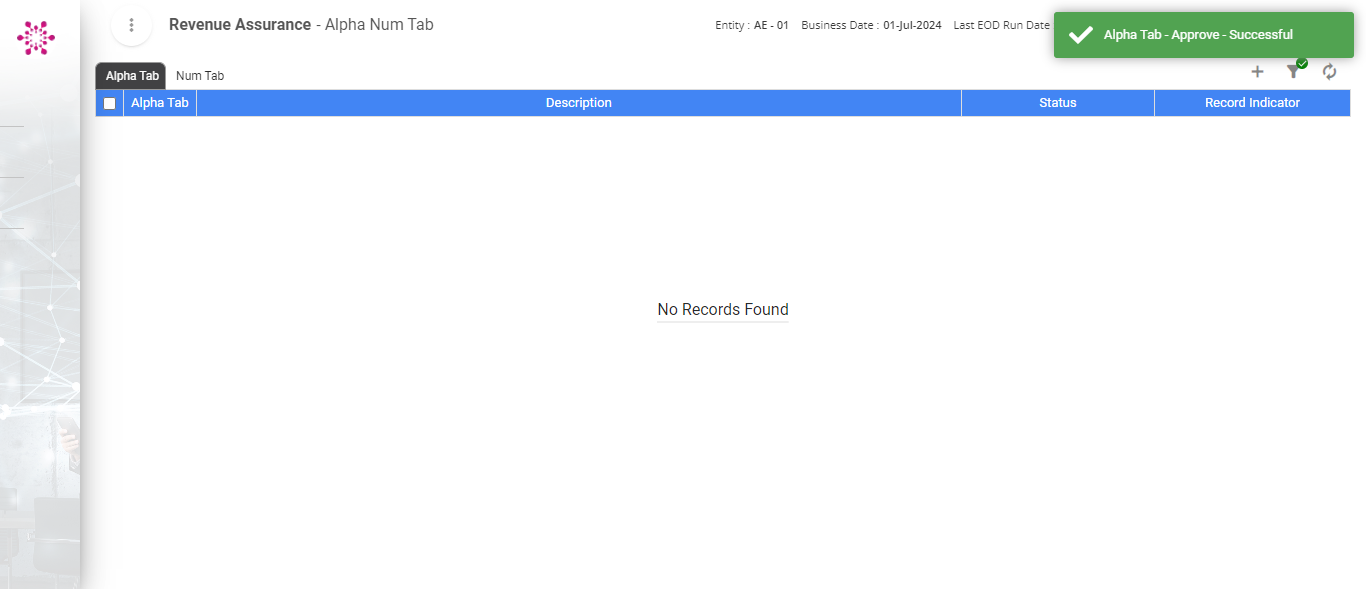 Revenue Assurance - Alpha Num Tab
Entity : AE - 01 Business Date : 01-Jul-2024 Last EOD Run Date
Alpha Tab - Approve - Successful
Alpha Tab Num Tab
Alpha Tab Description Status Record Indicator
No Records Found